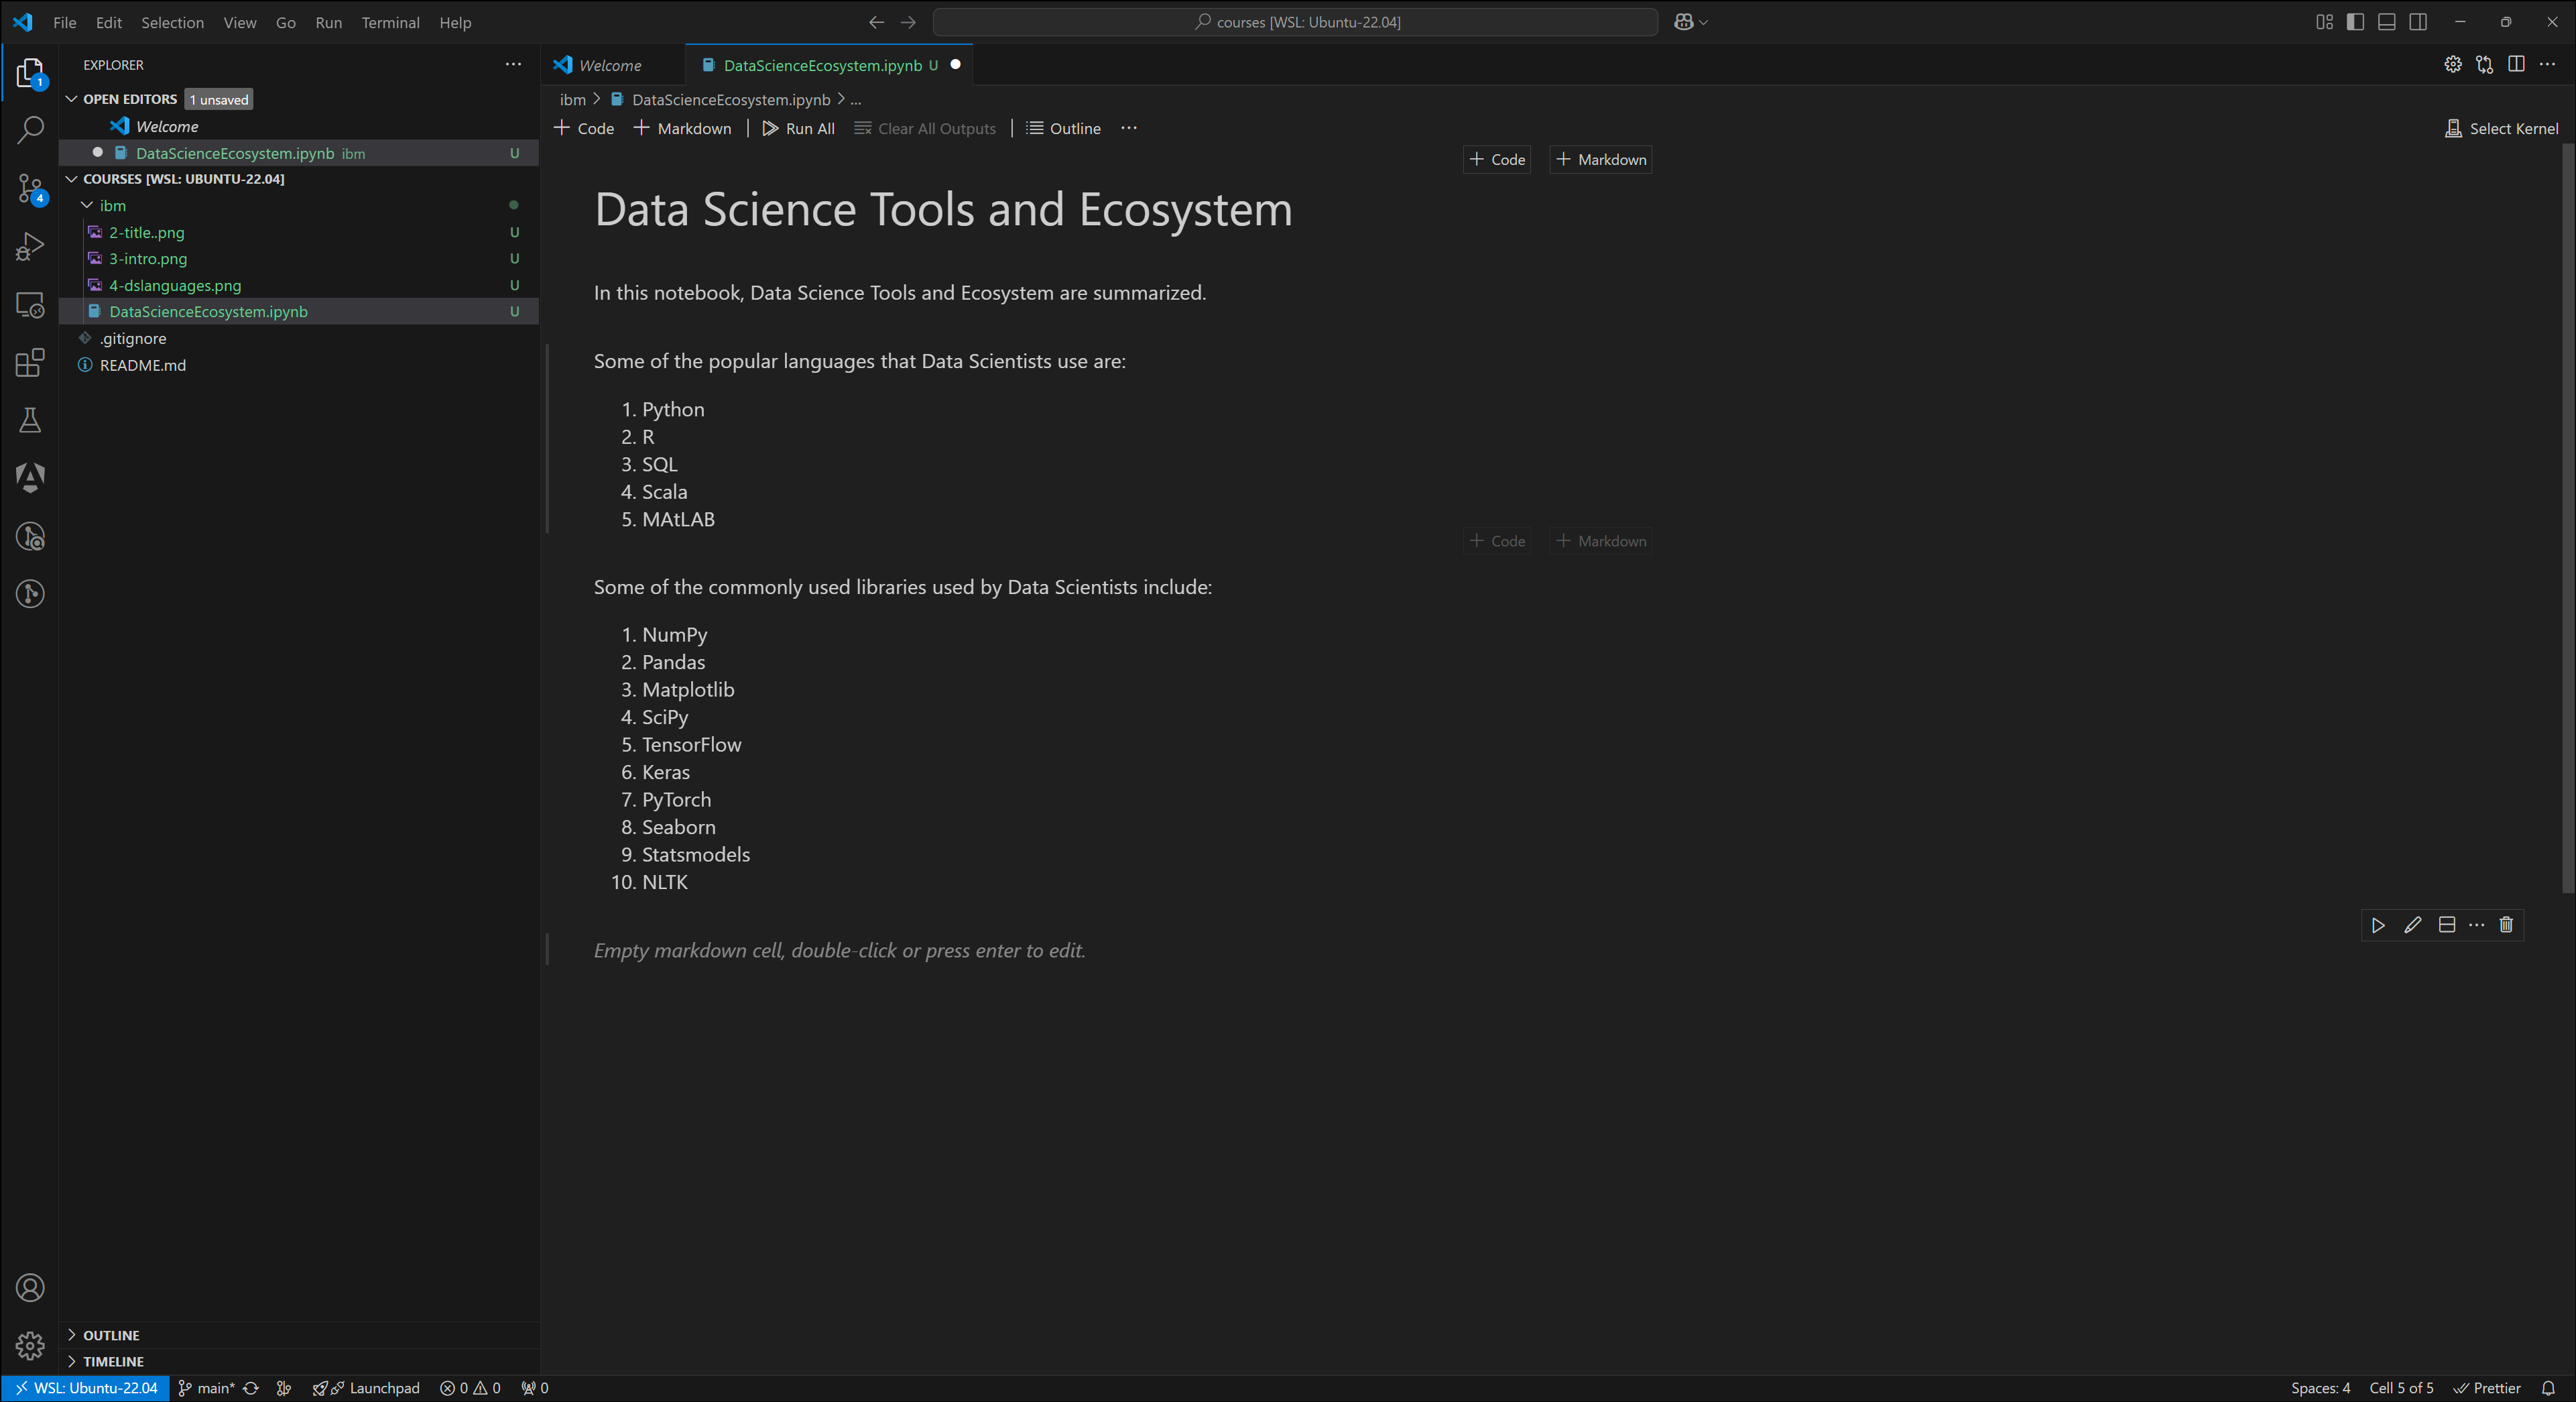 File Edit Selection View Go Run Terminal Help
courses [WSL: Ubuntu-22.04]
EXPLORER
OPEN EDITORS 1 unsaved
Welcome
DataScienceEcosystem.ipynb ibm U
COURSES [WSL: UBUNTU-22.04]
ibm
2-title..png U
3-intro.png U
4-dslanguages.png U
DataScienceEcosystem.ipynb U
.gitignore
README.md
OUTLINE
TIMELINE
1
4
Welcome DataScienceEcosystem.ipynb U
ibm > DataScienceEcosystem.ipynb > ...
+ Code + Markdown | Run All Clear All Outputs | Outline ... Select Kernel
+ Code + Markdown
Data Science Tools and Ecosystem
In this notebook, Data Science Tools and Ecosystem are summarized.
Some of the popular languages that Data Scientists use are:
1. Python
2. R
3. SQL
4. Scala
5. MAtLAB
+ Code + Markdown
Some of the commonly used libraries used by Data Scientists include:
1. NumPy
2. Pandas
3. Matplotlib
4. SciPy
5. TensorFlow
6. Keras
7. PyTorch
8. Seaborn
9. Statsmodels
10. NLTK
Empty markdown cell, double-click or press enter to edit.
WSL: Ubuntu-22.04 main* Launchpad 0 0 0 Spaces: 4 Cell 5 of 5 Prettier